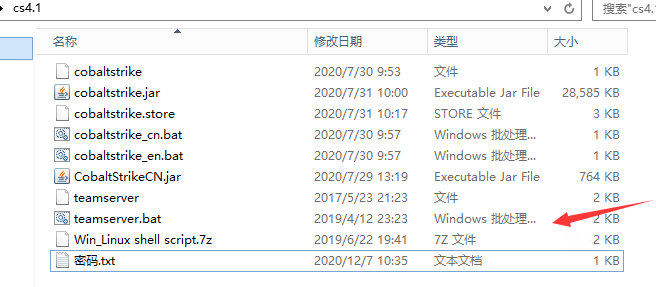 cs4.1
搜索"cs4.
名称 修改日期 类型 大小
cobaltstrike 2020/7/30 9:53 文件 1 KB
cobaltstrike.jar 2020/7/31 10:00 Executable Jar File 28,585 KB
cobaltstrike.store 2020/7/31 10:17 STORE 文件 3 KB
cobaltstrike_cn.bat 2020/7/30 9:57 Windows 批处理... 1 KB
cobaltstrike_en.bat 2020/7/30 9:57 Windows 批处理... 1 KB
CobaltStrikeCN.jar 2020/7/29 13:19 Executable Jar File 764 KB
teamserver 2017/5/23 21:23 文件 2 KB
teamserver.bat 2019/4/12 23:23 Windows 批处理... 2 KB
Win_Linux shell script.7z 2019/6/22 19:41 7Z 文件 2 KB
密码.txt 2020/12/7 10:35 文本文档 1 KB